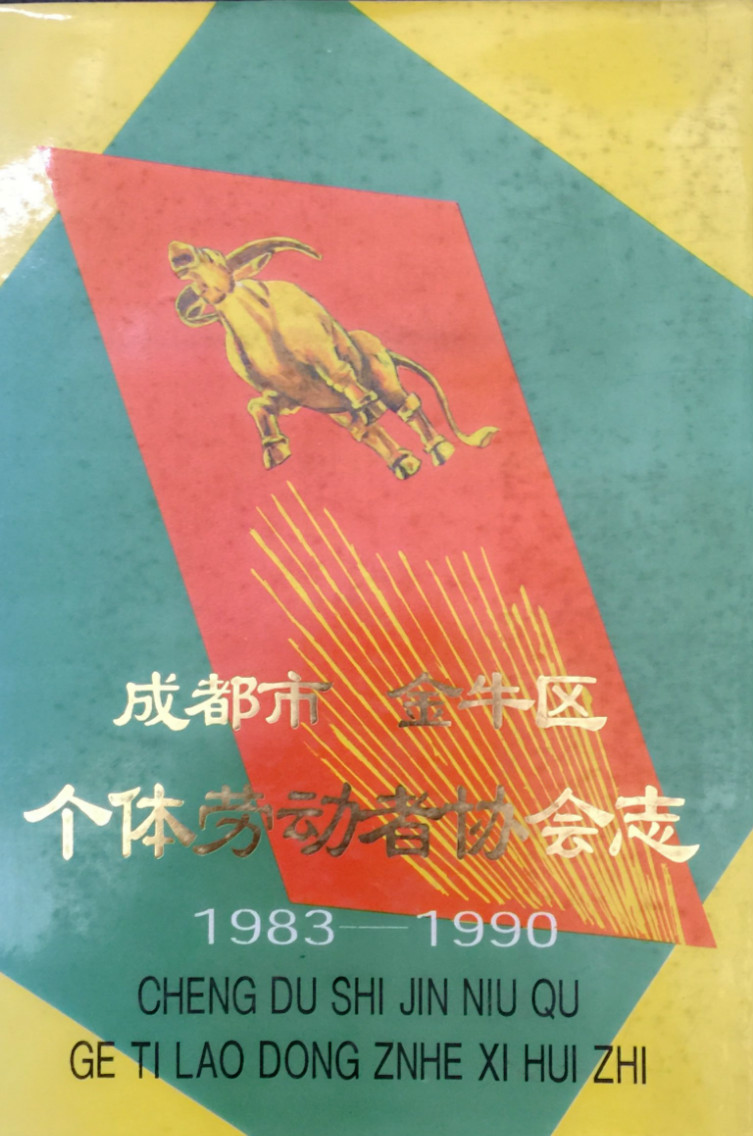 成都市 金牛区
个体劳动者协会志
1983—1990
CHENG DU SHI JIN NIU QU
GE TI LAO DONG ZNHE XI HUI ZHI